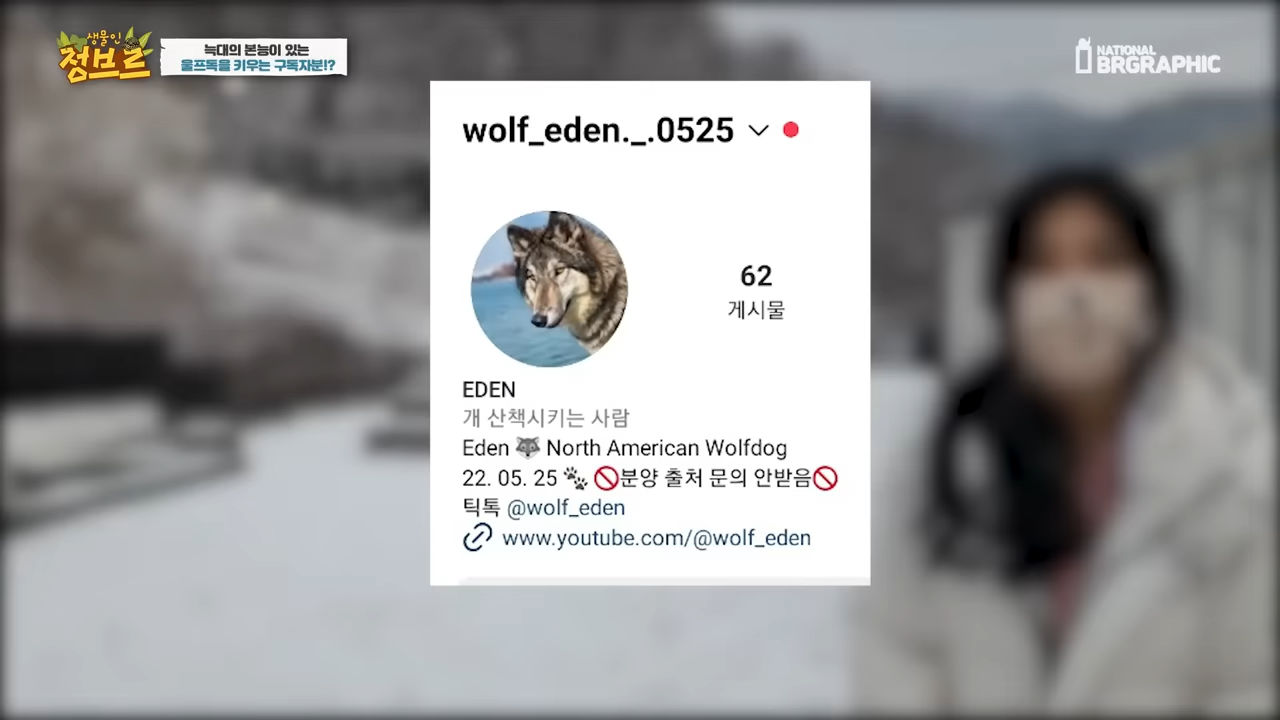 생물인
정브르
늑대의 본능이 있는
울프독을 키우는 구독자분!?
NATIONAL
BRGRAPHIC
wolf_eden._.0525
62
게시물
EDEN
개 산책시키는 사람
Eden 🐺 North American Wolfdog
22. 05. 25 🐾 🚫분양 출처 문의 안받음🚫
틱톡 @wolf_eden
www.youtube.com/@wolf_eden